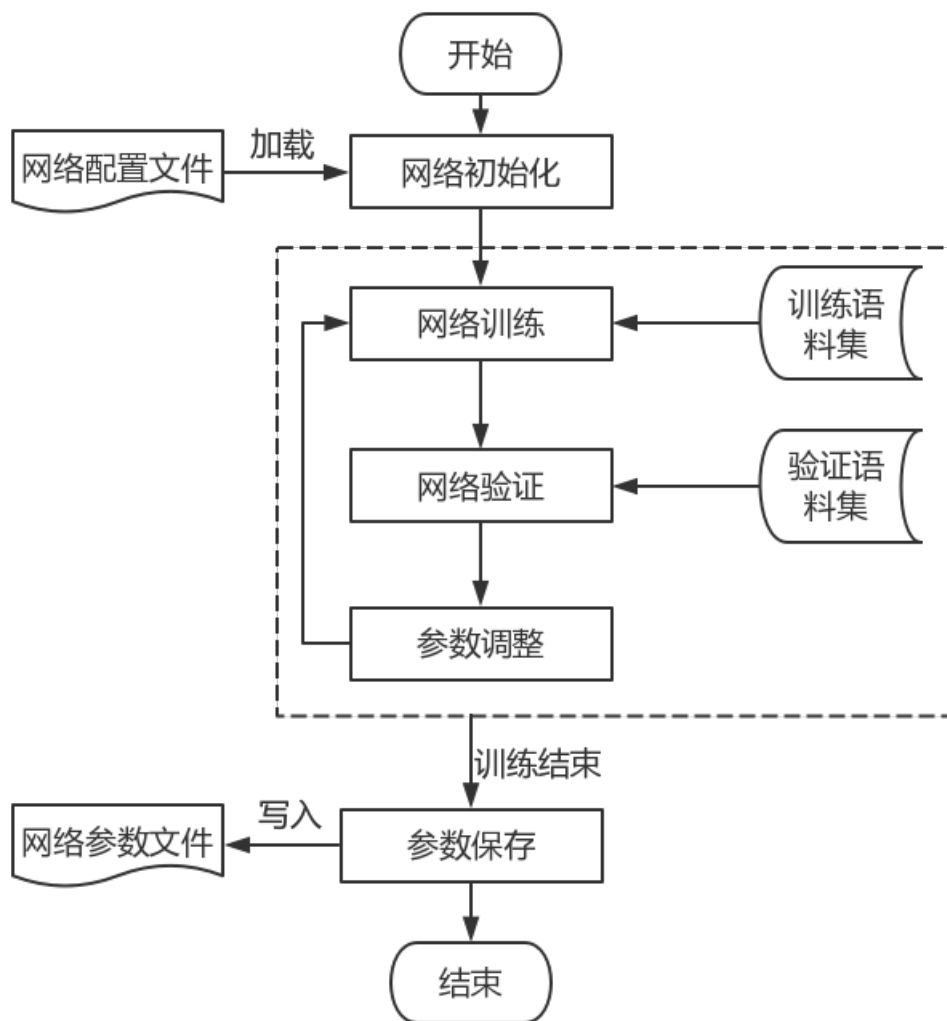 开始
加载
网络配置文件
网络初始化
网络训练
训练语
料集
网络验证
验证语
料集
参数调整
训练结束
写入
网络参数文件
参数保存
结束